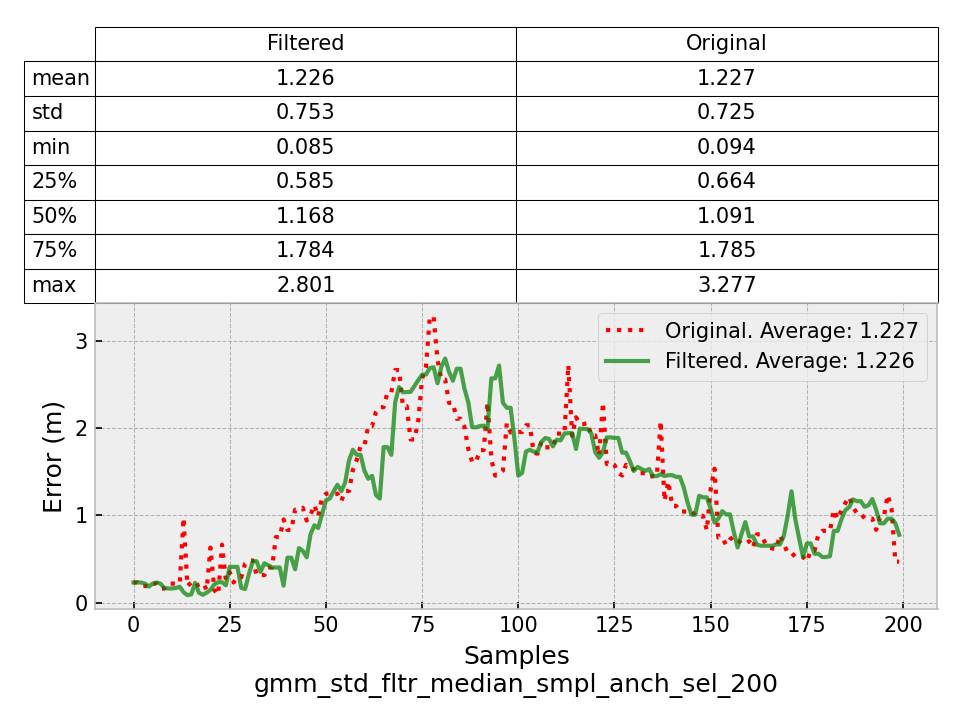 Filtered Original
mean 1.226 1.227
std 0.753 0.725
min 0.085 0.094
25% 0.585 0.664
50% 1.168 1.091
75% 1.784 1.785
max 2.801 3.277
Original. Average: 1.227
Filtered. Average: 1.226
3
2
1
0
Error (m)
0 25 50 75 100 125 150 175 200
Samples
gmm_std_fltr_median_smpl_anch_sel_200